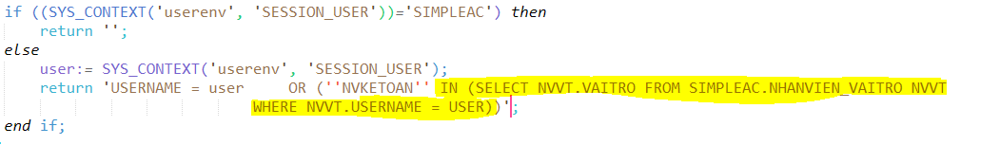 if ((SYS_CONTEXT('userenv', 'SESSION_USER'))='SIMPLEAC') then
return '';
else
user:= SYS_CONTEXT('userenv', 'SESSION_USER');
return 'USERNAME = user OR (''NVKETOAN'' IN (SELECT NVVT.VAITRO FROM SIMPLEAC.NHANVIEN_VAITRO NVVT
WHERE NVVT.USERNAME = USER))';
end if;